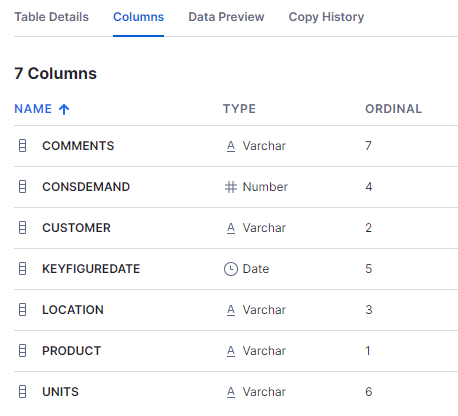 Table Details Columns Data Preview Copy History
7 Columns
NAME TYPE ORDINAL
COMMENTS A Varchar 7
CONSDEMAND # Number 4
CUSTOMER A Varchar 2
KEYFIGUREDATE Date 5
LOCATION A Varchar 3
PRODUCT A Varchar 1
UNITS A Varchar 6